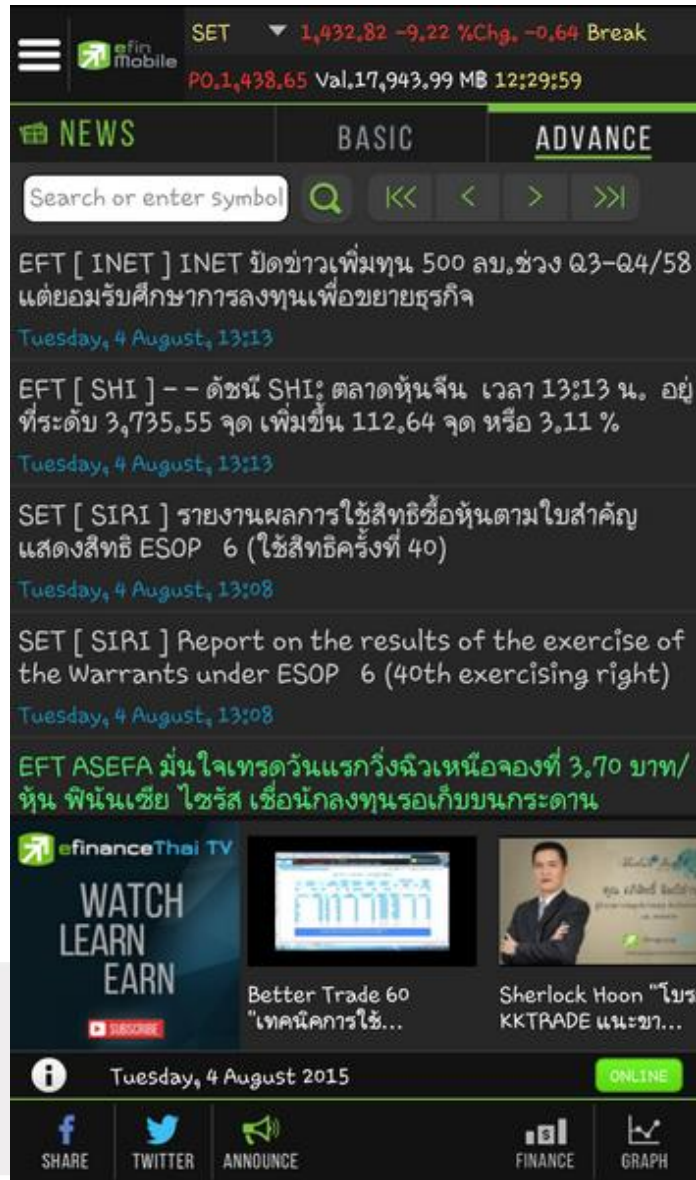 SET ▼ 1,432.82 -9.22 %Chg. -0.64 Break
efin Mobile
PO.1,438.65 Val.17,943.99 M฿ 12:29:59
NEWS BASIC ADVANCE
Search or enter symbol |<< < > >>|
EFT [ INET ] INET ปัดข่าวเพิ่มทุน 500 ลบ.ช่วง Q3-Q4/58
แต่ยอมรับศึกษาการลงทุนเพื่อขยายธุรกิจ
Tuesday, 4 August, 13:13
EFT [ SHI ] - - ดัชนี SHI: ตลาดหุ้นจีน เวลา 13:13 น. อยู่
ที่ระดับ 3,735.55 จุด เพิ่มขึ้น 112.64 จุด หรือ 3.11 %
Tuesday, 4 August, 13:13
SET [ SIRI ] รายงานผลการใช้สิทธิซื้อหุ้นตามใบสำคัญ
แสดงสิทธิ ESOP 6 (ใช้สิทธิครั้งที่ 40)
Tuesday, 4 August, 13:08
SET [ SIRI ] Report on the results of the exercise of
the Warrants under ESOP 6 (40th exercising right)
Tuesday, 4 August, 13:08
EFT ASEFA มั่นใจเทรดวันแรกวิ่งฉิวเหนือจองที่ 3.70 บาท/
หุ้น ฟินันเซีย ไซรัส เชื่อนักลงทุนรอเก็บบนกระดาน
efinanceThai TV
WATCH
LEARN
EARN
SUBSCRIBE
Better Trade 60
"เทคนิคการใช้...
Sherlock Hoon "โบร
KKTRADE แนะขา...
Tuesday, 4 August 2015 ONLINE
SHARE TWITTER ANNOUNCE FINANCE GRAPH